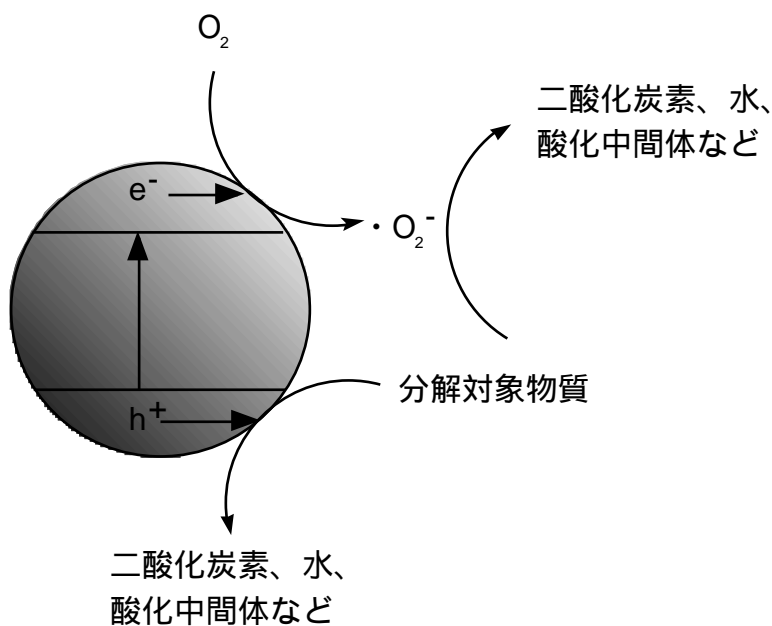 O₂
二酸化炭素、水、
酸化中間体など
e⁻
・O₂⁻
分解対象物質
h⁺
二酸化炭素、水、
酸化中間体など